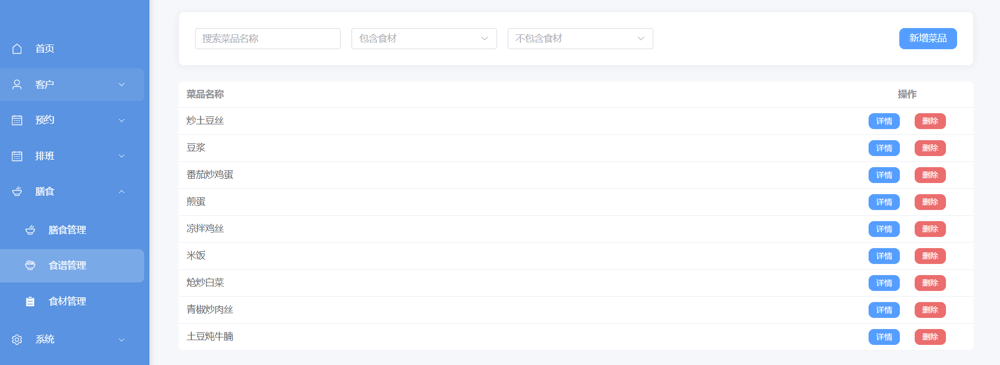 首页
客户
预约
排班
膳食
膳食管理
食谱管理
食材管理
系统
搜索菜品名称 包含食材 不包含食材 新增菜品
菜品名称 操作
炒土豆丝 详情 删除
豆浆 详情 删除
番茄炒鸡蛋 详情 删除
煎蛋 详情 删除
凉拌鸡丝 详情 删除
米饭 详情 删除
炝炒白菜 详情 删除
青椒炒肉丝 详情 删除
土豆炖牛腩 详情 删除